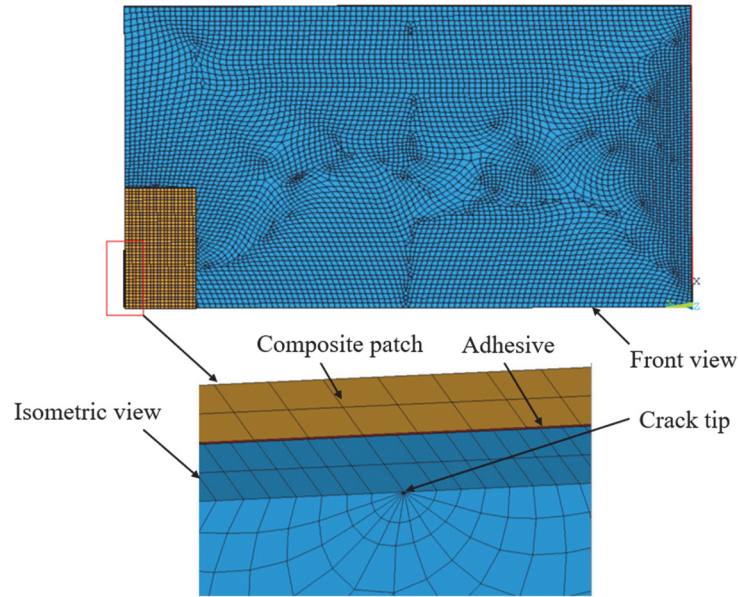 X
Z
Composite patch
Adhesive
Front view
Isometric view
Crack tip